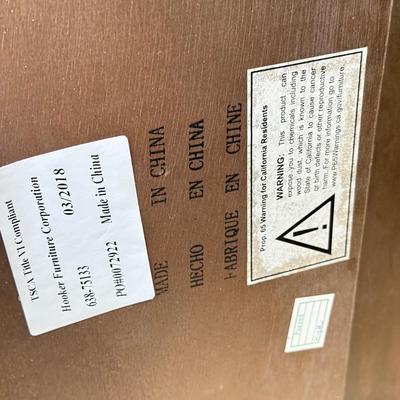 TSCA Title VI Compliant
Hooker Furniture Corporation
03/2018
638-75133
PO#0072922 Made in China
MADE IN CHINA
HECHO EN CHINA
FABRIQUE EN CHINE
Prop. 65 Warning for California Residents
WARNING: This product can
expose you to chemicals including
wood dust, which is known to the
State of California to cause cancer
or birth defects or other reproductive
harm. For more information go to
www.P65Warnings.ca.gov/furniture.